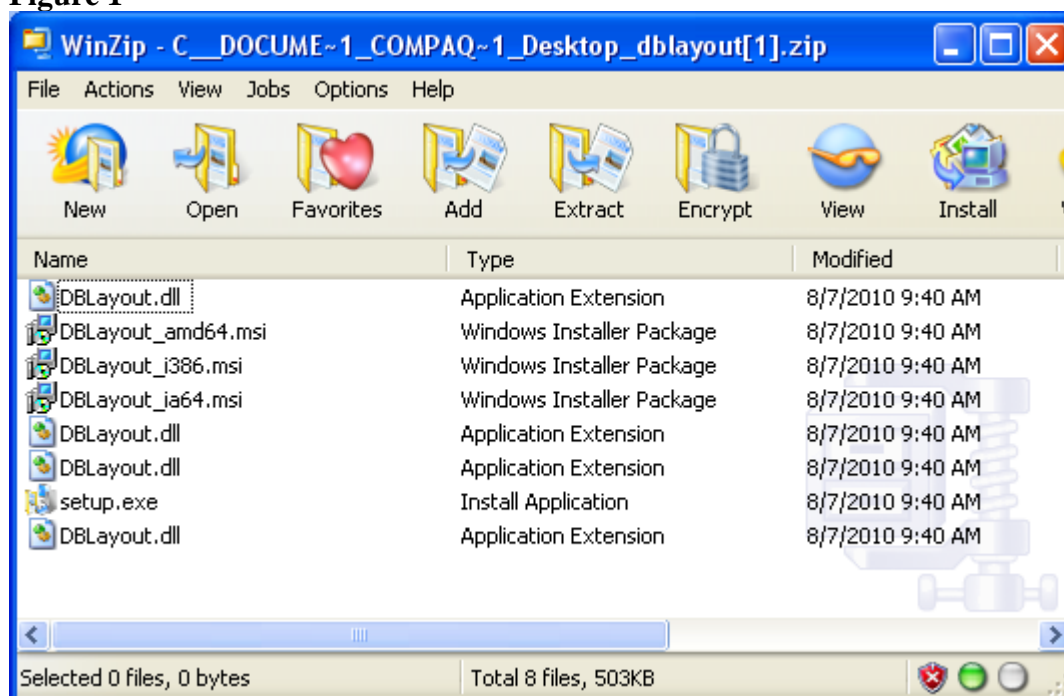 Figure 1
WinZip - C__DOCUME~1_COMPAQ~1_Desktop_dblayout[1].zip
File Actions View Jobs Options Help
New Open Favorites Add Extract Encrypt View Install
Name Type Modified
DBLayout.dll Application Extension 8/7/2010 9:40 AM
DBLayout_amd64.msi Windows Installer Package 8/7/2010 9:40 AM
DBLayout_i386.msi Windows Installer Package 8/7/2010 9:40 AM
DBLayout_ia64.msi Windows Installer Package 8/7/2010 9:40 AM
DBLayout.dll Application Extension 8/7/2010 9:40 AM
DBLayout.dll Application Extension 8/7/2010 9:40 AM
setup.exe Install Application 8/7/2010 9:40 AM
DBLayout.dll Application Extension 8/7/2010 9:40 AM
Selected 0 files, 0 bytes Total 8 files, 503KB